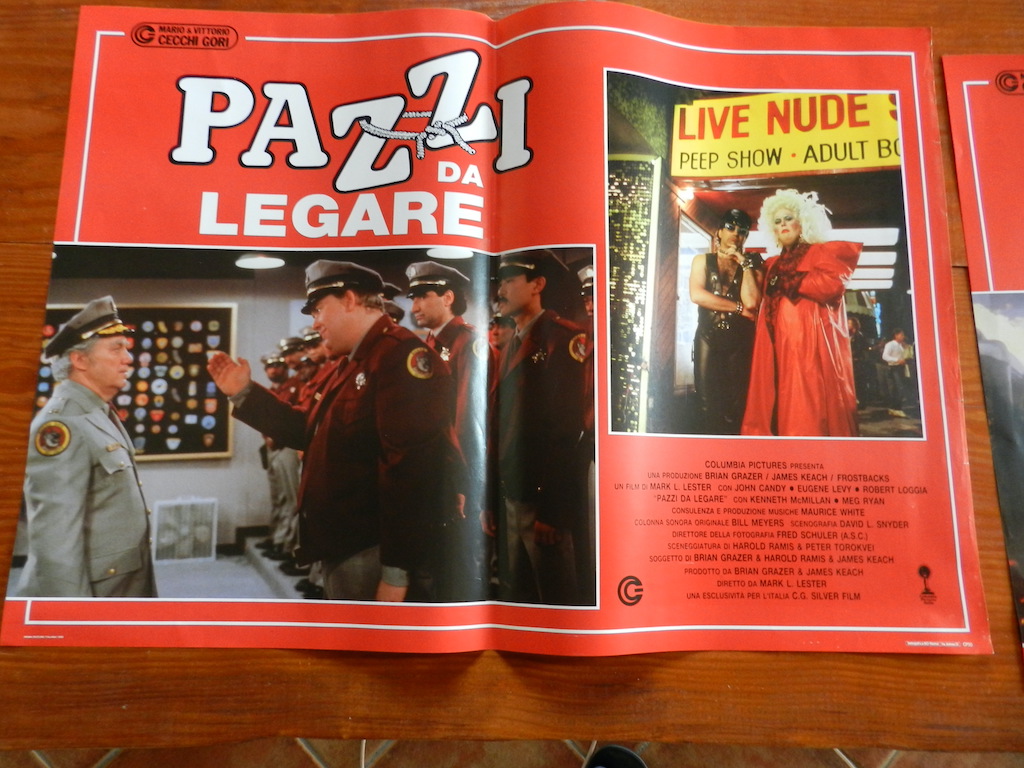 MARIO & VITTORIO
CECCHI GORI
PAZZI
DA
LEGARE
LIVE NUDE
PEEP SHOW · ADULT BO
COLUMBIA PICTURES PRESENTA
UNA PRODUZIONE BRIAN GRAZER / JAMES KEACH / FROSTBACKS
UN FILM DI MARK L. LESTER CON JOHN CANDY ● EUGENE LEVY ● ROBERT LOGGIA
"PAZZI DA LEGARE" CON KENNETH McMILLAN ● MEG RYAN
CONSULENZA E PRODUZIONE MUSICHE MAURICE WHITE
COLONNA SONORA ORIGINALE BILL MEYERS SCENOGRAFIA DAVID L. SNYDER
DIRETTORE DELLA FOTOGRAFIA FRED SCHULER (A.S.C.)
SCENEGGIATURA DI HAROLD RAMIS & PETER TOROKVEI
SOGGETTO DI BRIAN GRAZER & HAROLD RAMIS & JAMES KEACH
PRODOTTO DA BRIAN GRAZER & JAMES KEACH
DIRETTO DA MARK L. LESTER
UNA ESCLUSIVITÀ PER L'ITALIA C.G. SILVER FILM